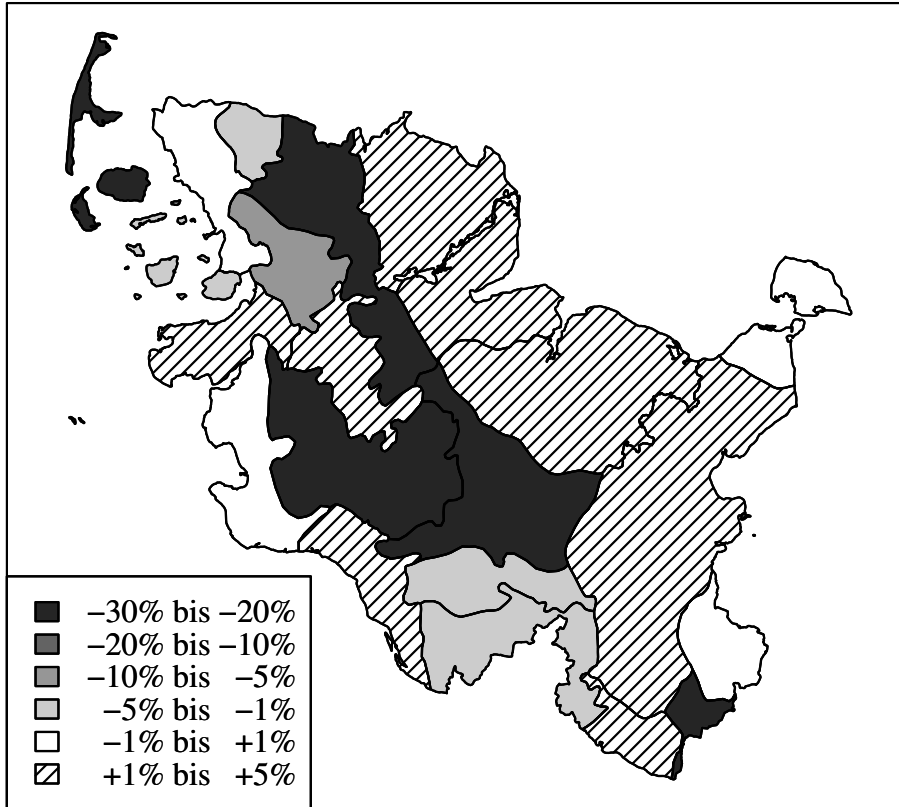 −30% bis −20%
−20% bis −10%
−10% bis −5%
−5% bis −1%
−1% bis +1%
+1% bis +5%